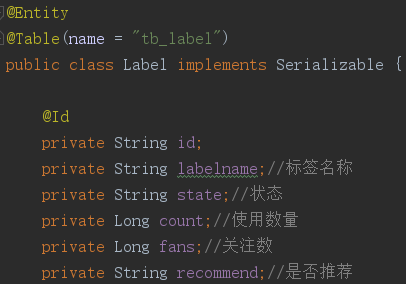 @Entity
@Table(name = "tb_label")
public class Label implements Serializable {
@Id
private String id;
private String labelname;//标签名称
private String state;//状态
private Long count;//使用数量
private Long fans;//关注数
private String recommend;//是否推荐